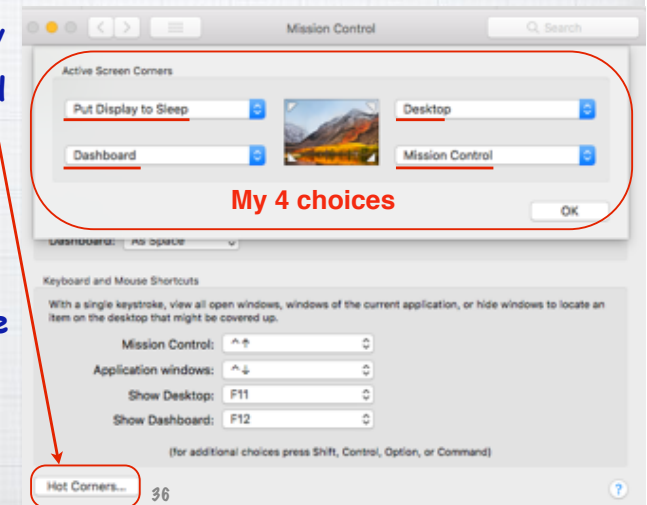 Mission Control
Search
Active Screen Corners
Put Display to Sleep
Desktop
Dashboard
Mission Control
My 4 choices
OK
Dashboard: As Space
Keyboard and Mouse Shortcuts
With a single keystroke, view all open windows, windows of the current application, or hide windows to locate an
item on the desktop that might be covered up.
Mission Control: ^↑
Application windows: ^↓
Show Desktop: F11
Show Dashboard: F12
(for additional choices press Shift, Control, Option, or Command)
Hot Corners...
36
?